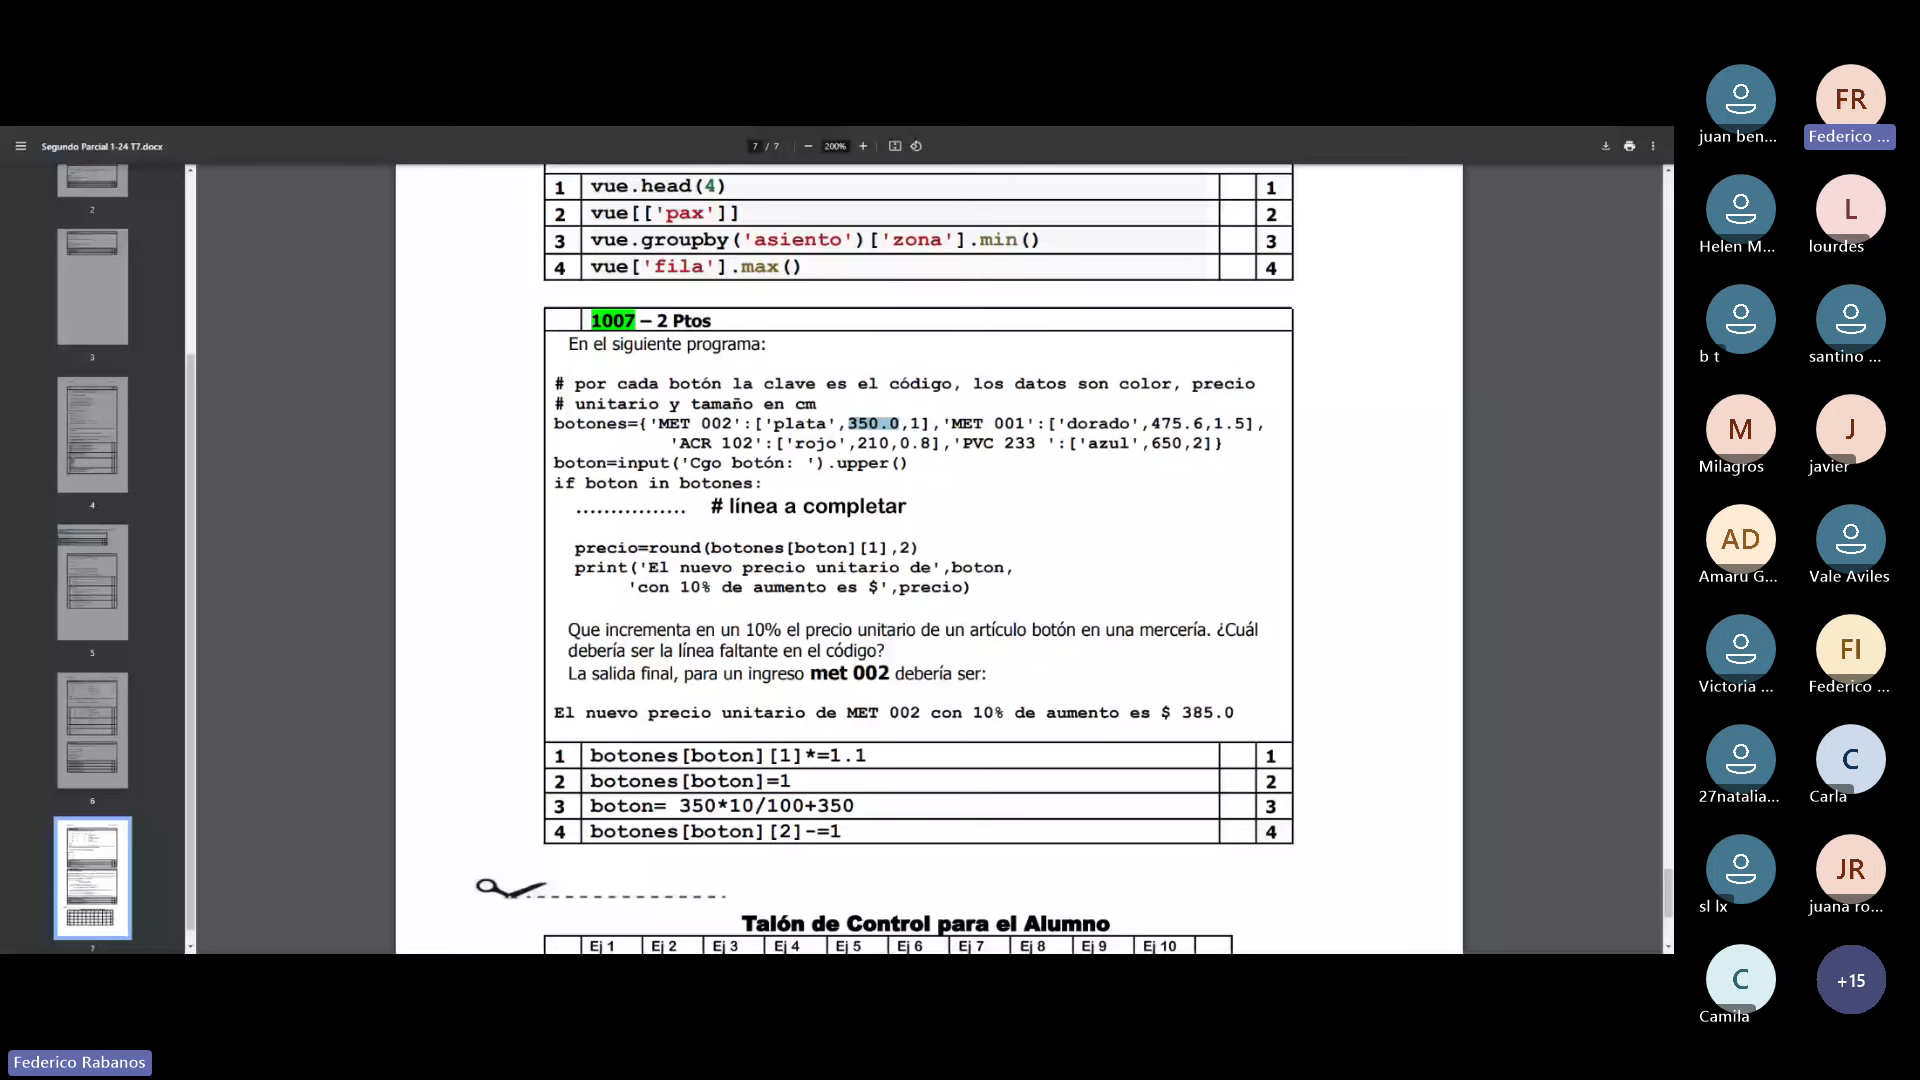 Segundo Parcial 1-24 T7.docx
7 / 7
200%
2
3
4
5
6
7
1 vue.head(4) 1
2 vue[['pax']] 2
3 vue.groupby('asiento')['zona'].min() 3
4 vue['fila'].max() 4
1007 – 2 Ptos
En el siguiente programa:
# por cada botón la clave es el código, los datos son color, precio
# unitario y tamaño en cm
botones={'MET 002':['plata',350.0,1],'MET 001':['dorado',475.6,1.5],
'ACR 102':['rojo',210,0.8],'PVC 233 ':['azul',650,2]}
boton=input('Cgo botón: ').upper()
if boton in botones:
................ # línea a completar
precio=round(botones[boton][1],2)
print('El nuevo precio unitario de',boton,
'con 10% de aumento es $',precio)
Que incrementa en un 10% el precio unitario de un artículo botón en una mercería. ¿Cuál
debería ser la línea faltante en el código?
La salida final, para un ingreso met 002 debería ser:
El nuevo precio unitario de MET 002 con 10% de aumento es $ 385.0
1 botones[boton][1]*=1.1 1
2 botones[boton]=1 2
3 boton= 350*10/100+350 3
4 botones[boton][2]-=1 4
Talón de Control para el Alumno
Ej 1 Ej 2 Ej 3 Ej 4 Ej 5 Ej 6 Ej 7 Ej 8 Ej 9 Ej 10
juan ben...
FR
Federico ...
Helen M...
L
lourdes
b t
santino ...
M
Milagros
J
javier
AD
Amaru G...
Vale Aviles
Victoria ...
FI
Federico ...
27natalia...
C
Carla
sl lx
JR
juana ro...
C
Camila
+15
Federico Rabanos